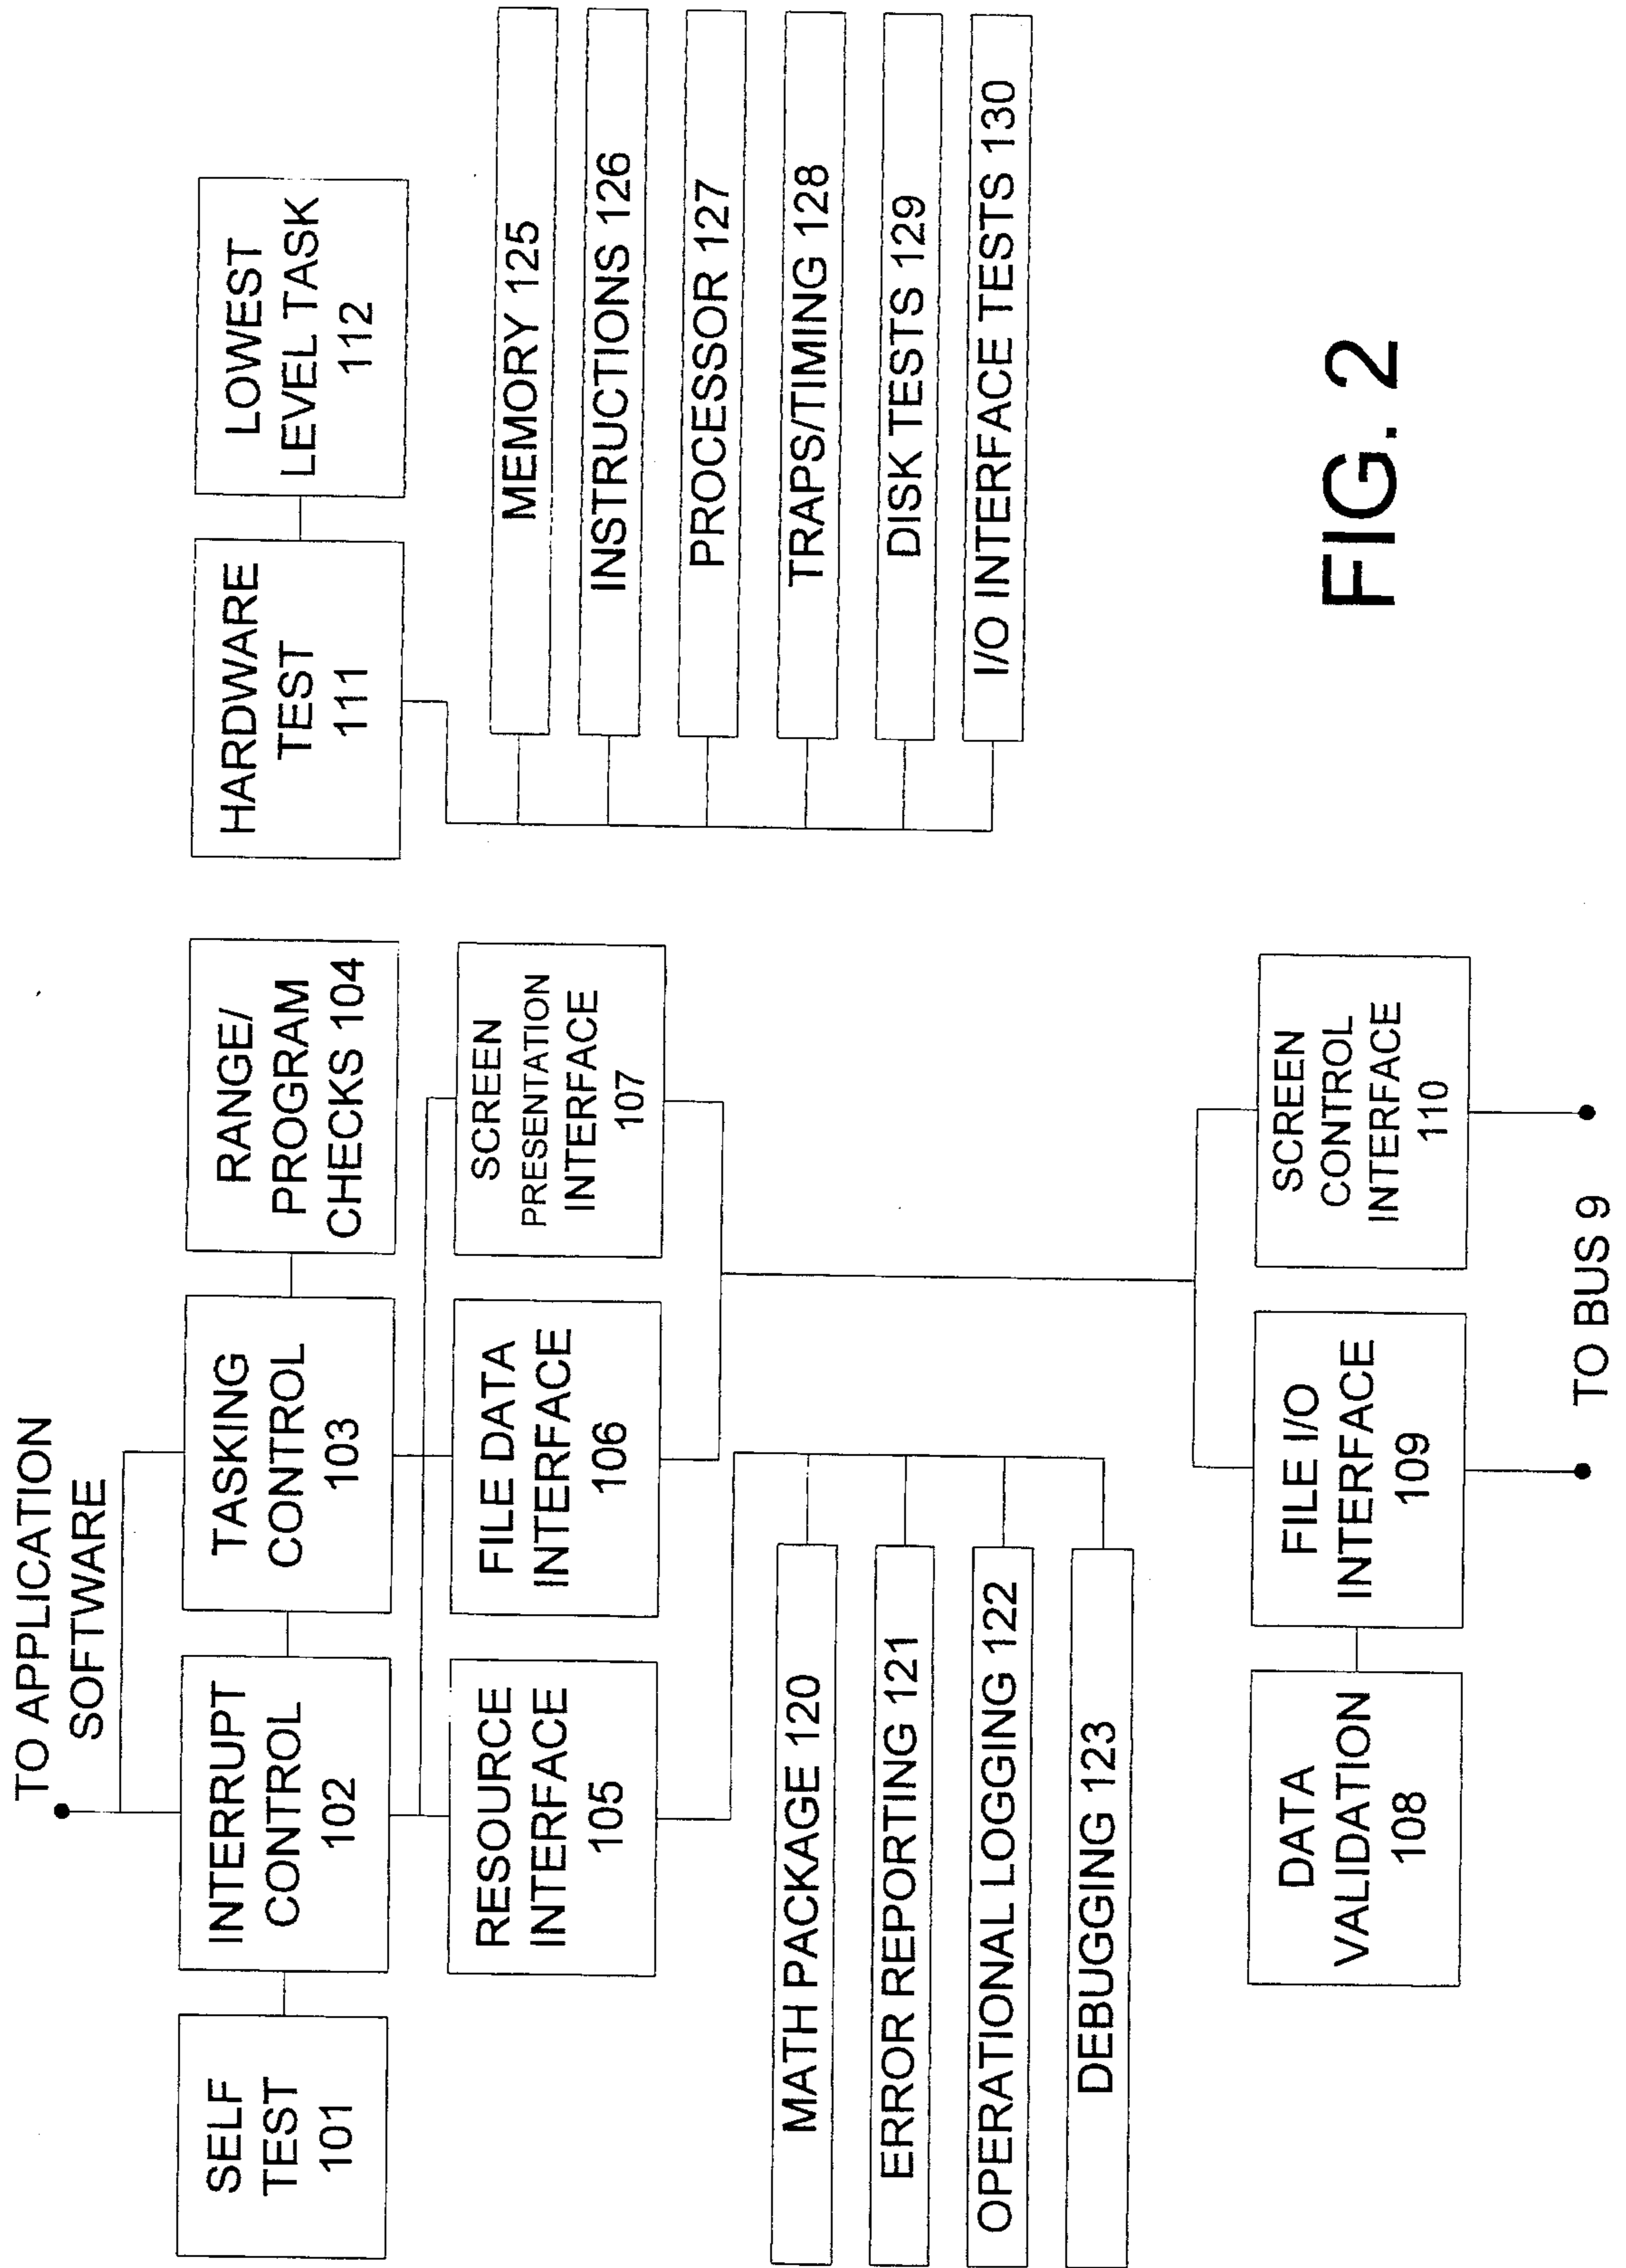 TO APPLICATION
SOFTWARE
SELF
TEST
101
INTERRUPT
CONTROL
102
TASKING
CONTROL
103
RANGE/
PROGRAM
CHECKS 104
HARDWARE
TEST
111
LOWEST
LEVEL TASK
112
RESOURCE
INTERFACE
105
FILE DATA
INTERFACE
106
SCREEN
PRESENTATION
INTERFACE
107
MEMORY 125
INSTRUCTIONS 126
PROCESSOR 127
TRAPS/TIMING 128
DISK TESTS 129
I/O INTERFACE TESTS 130
MATH PACKAGE 120
ERROR REPORTING 121
OPERATIONAL LOGGING 122
DEBUGGING 123
DATA
VALIDATION
108
FILE I/O
INTERFACE
109
SCREEN
CONTROL
INTERFACE
110
TO BUS 9
FIG. 2